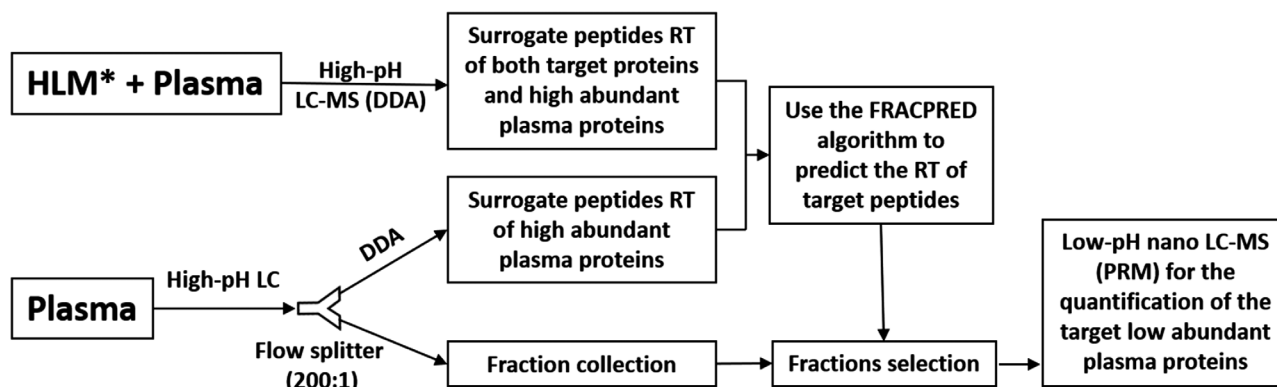 HLM* + Plasma
High-pH
LC-MS (DDA)
Surrogate peptides RT
of both target proteins
and high abundant
plasma proteins
Use the FRACPRED
algorithm to
predict the RT of
target peptides
Plasma
High-pH LC
Flow splitter
(200:1)
DDA
Surrogate peptides RT
of high abundant
plasma proteins
Fraction collection
Fractions selection
Low-pH nano LC-MS
(PRM) for the
quantification of the
target low abundant
plasma proteins